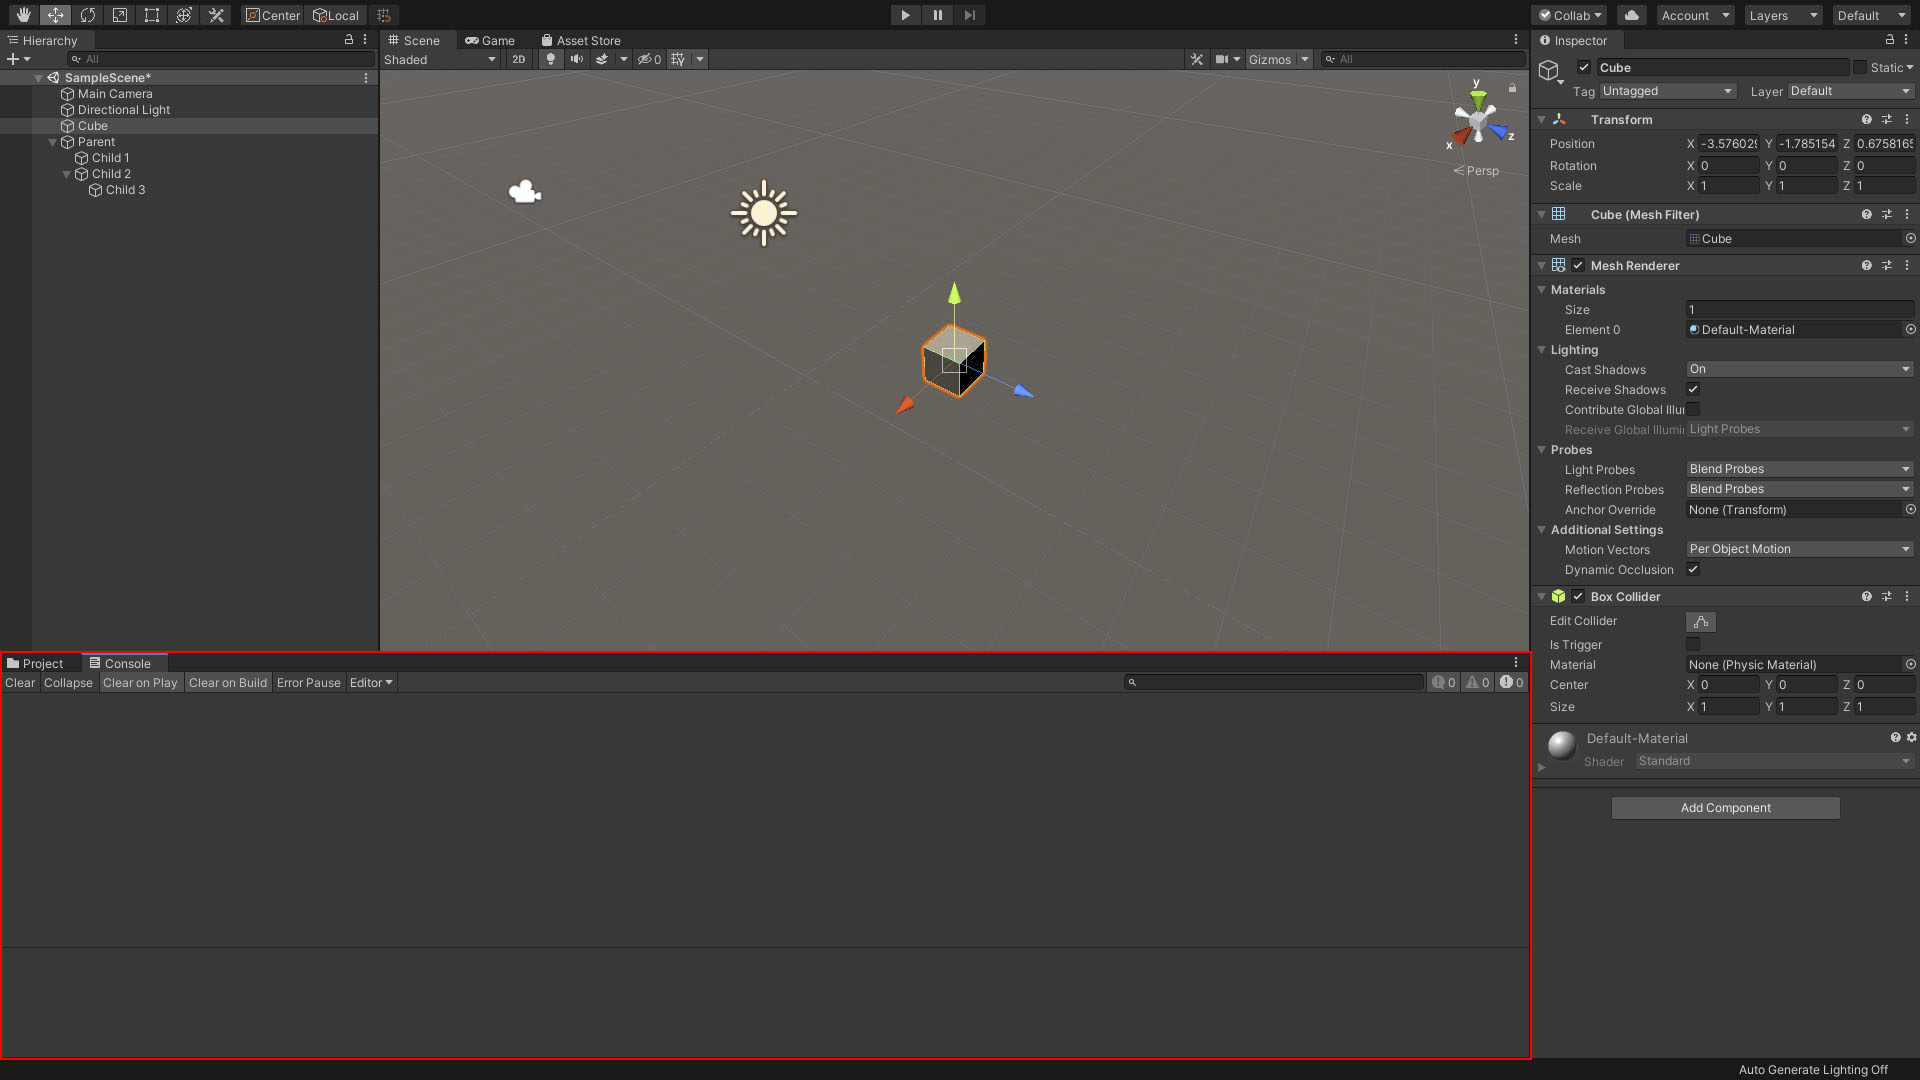 Center Local
Collab Account Layers Default
Hierarchy
All
SampleScene*
Main Camera
Directional Light
Cube
Parent
Child 1
Child 2
Child 3
Scene Game Asset Store
Shaded 2D 0 Gizmos All
y
z
x
Persp
Inspector
Cube Static
Tag Untagged Layer Default
Transform
Position X -3.576029 Y -1.785154 Z 0.6758165
Rotation X 0 Y 0 Z 0
Scale X 1 Y 1 Z 1
Cube (Mesh Filter)
Mesh Cube
Mesh Renderer
Materials
Size 1
Element 0 Default-Material
Lighting
Cast Shadows On
Receive Shadows
Contribute Global Illui
Receive Global Illumii Light Probes
Probes
Light Probes Blend Probes
Reflection Probes Blend Probes
Anchor Override None (Transform)
Additional Settings
Motion Vectors Per Object Motion
Dynamic Occlusion
Box Collider
Edit Collider
Is Trigger
Material None (Physic Material)
Center X 0 Y 0 Z 0
Size X 1 Y 1 Z 1
Default-Material
Shader Standard
Add Component
Project Console
Clear Collapse Clear on Play Clear on Build Error Pause Editor 0 0 0
Auto Generate Lighting Off